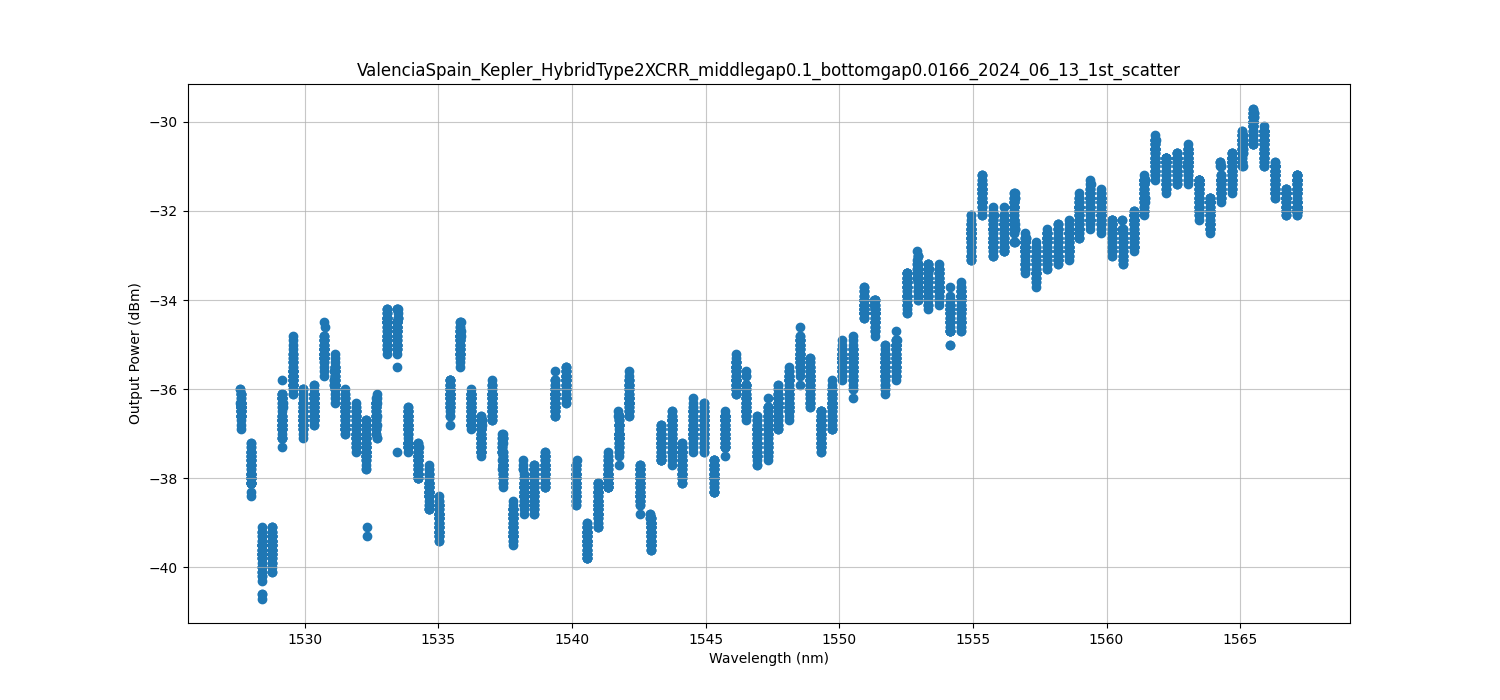 ValenciaSpain_Kepler_HybridType2XCRR_middlegap0.1_bottomgap0.0166_2024_06_13_1st_scatter
Output Power (dBm)
−30
−32
−34
−36
−38
−40
1530 1535 1540 1545 1550 1555 1560 1565
Wavelength (nm)